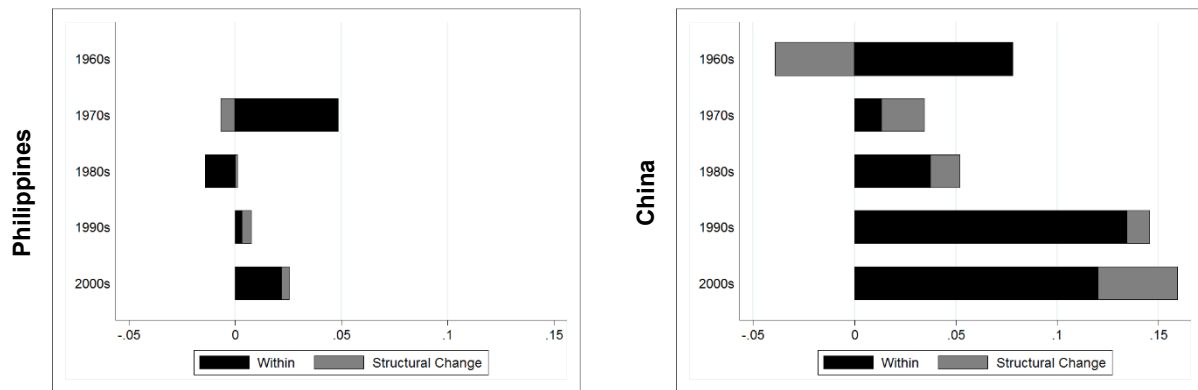 Philippines
1960s
1970s
1980s
1990s
2000s
-.05 0 .05 .1 .15
Within Structural Change
China
1960s
1970s
1980s
1990s
2000s
-.05 0 .05 .1 .15
Within Structural Change